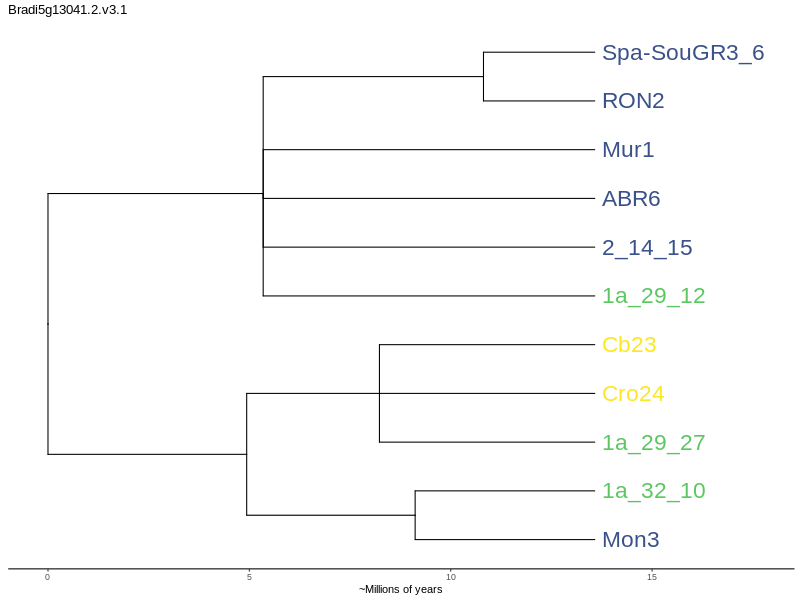 Bradi5g13041.2.v3.1
Spa-SouGR3_6
RON2
Mur1
ABR6
2_14_15
1a_29_12
Cb23
Cro24
1a_29_27
1a_32_10
Mon3
0 5 10 15
~Millions of years